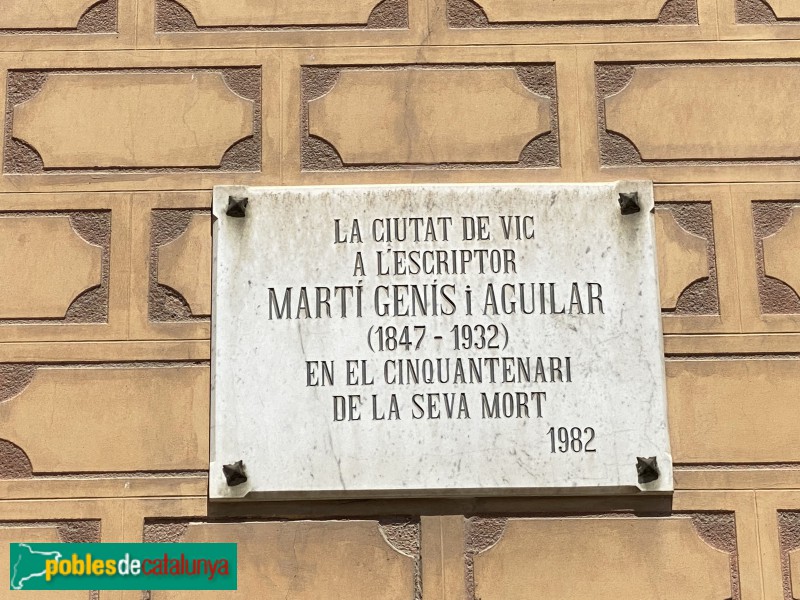 LA CIUTAT DE VIC
A L'ESCRIPTOR
MARTÍ GENÍS i AGUILAR
(1847 - 1932)
EN EL CINQUANTENARI
DE LA SEVA MORT
1982
poblesdecatalunya